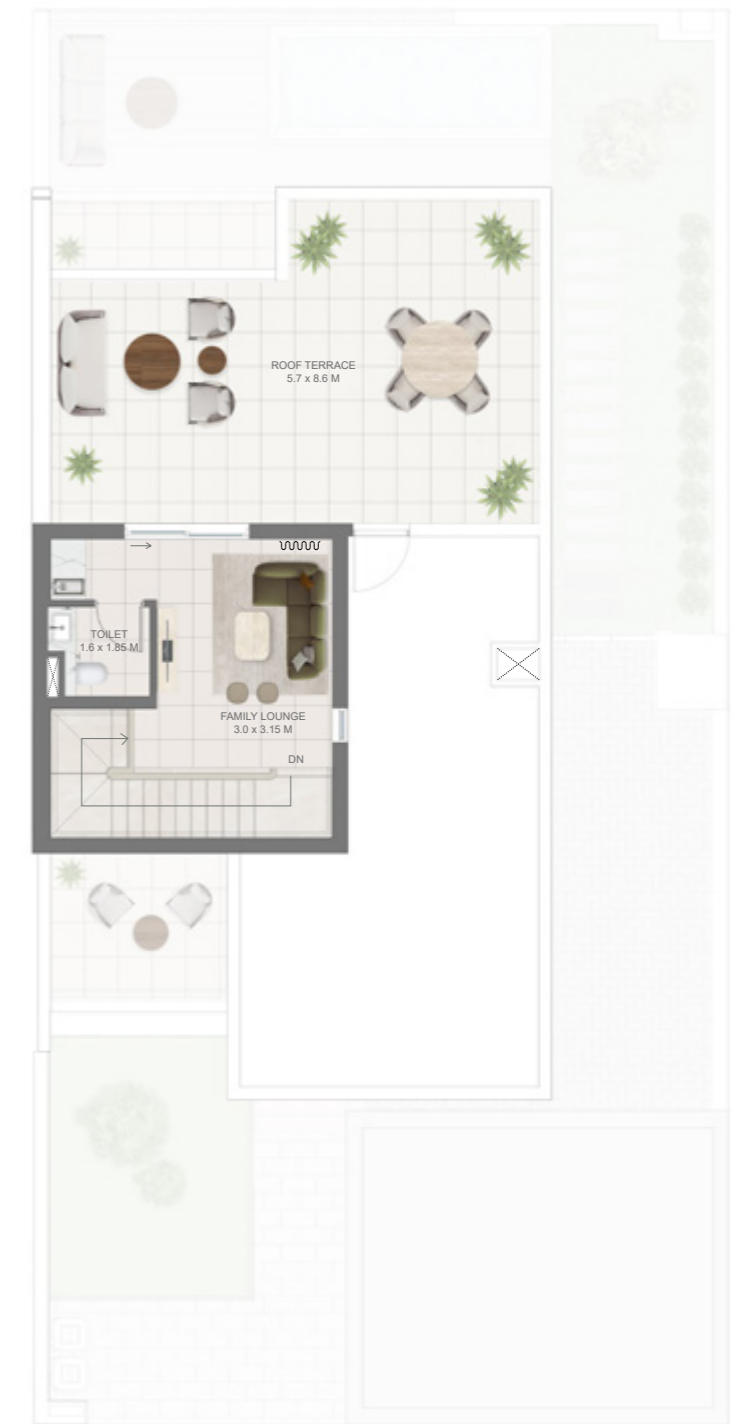 ROOF TERRACE
5.7 x 8.6 M
TOILET
1.6 x 1.85 M
FAMILY LOUNGE
3.0 x 3.15 M
DN